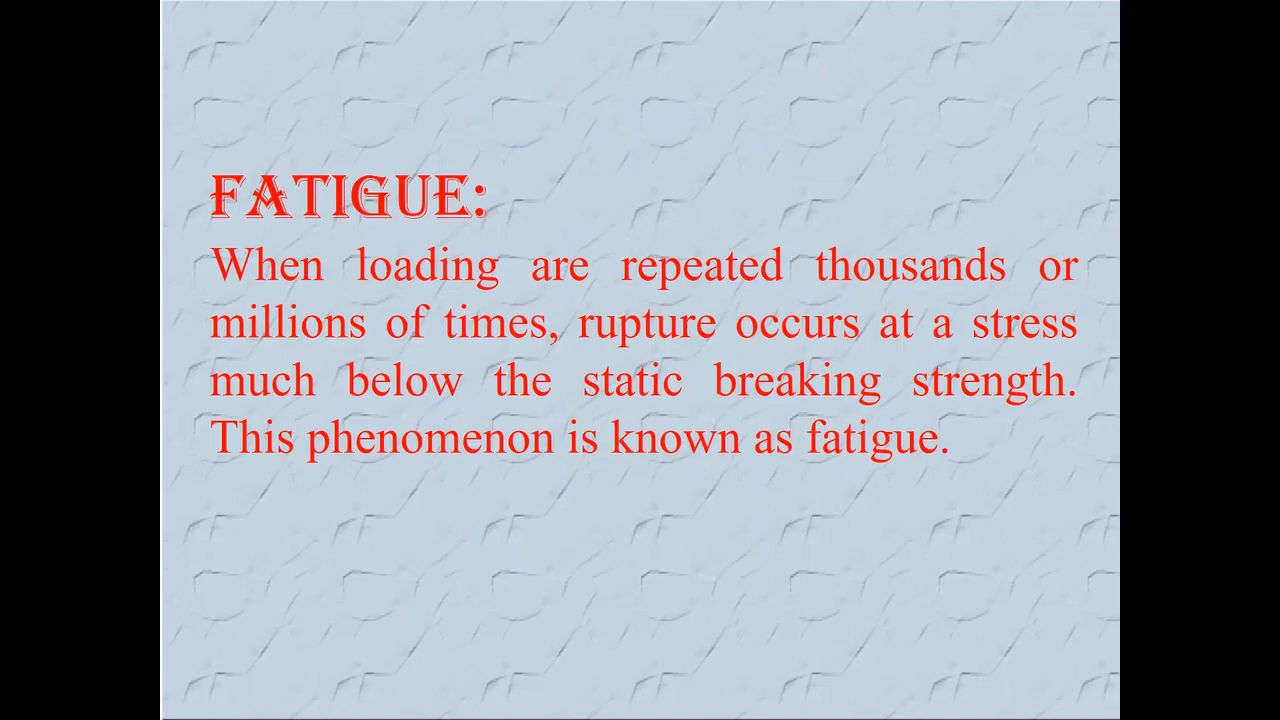 FATIGUE:
When loading are repeated thousands or
millions of times, rupture occurs at a stress
much below the static breaking strength.
This phenomenon is known as fatigue.